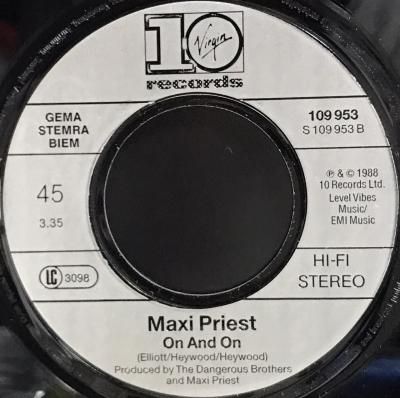 10
Virgin
records
GEMA
STEMRA
BIEM
109 953
S 109 953 B
45
3.35
℗ & © 1988
10 Records Ltd.
Level Vibes
Music/
EMI Music
LC 3098
HI-FI
STEREO
Maxi Priest
On And On
(Elliott/Heywood/Heywood)
Produced by The Dangerous Brothers
and Maxi Priest